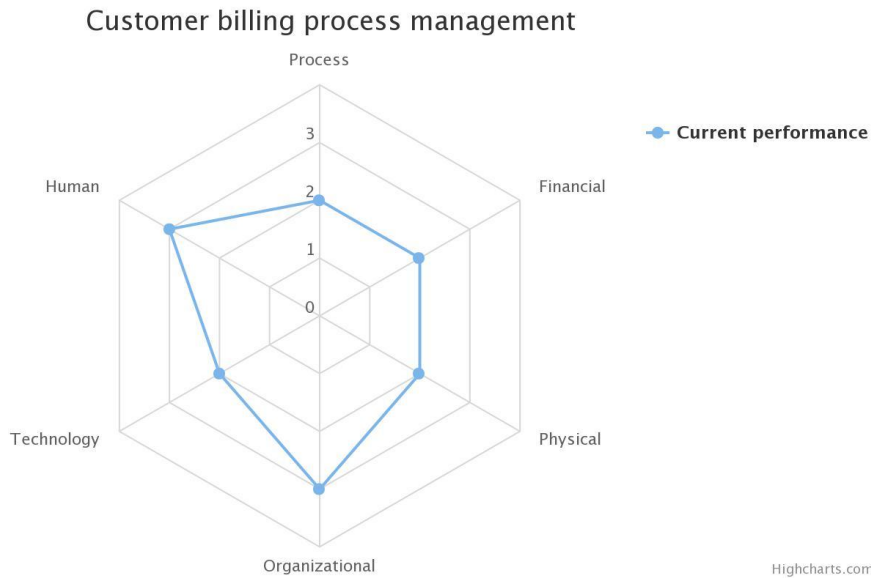 Customer billing process management
Process
3
Current performance
Human
2
Financial
1
0
Technology
Physical
Organizational
Highcharts.com